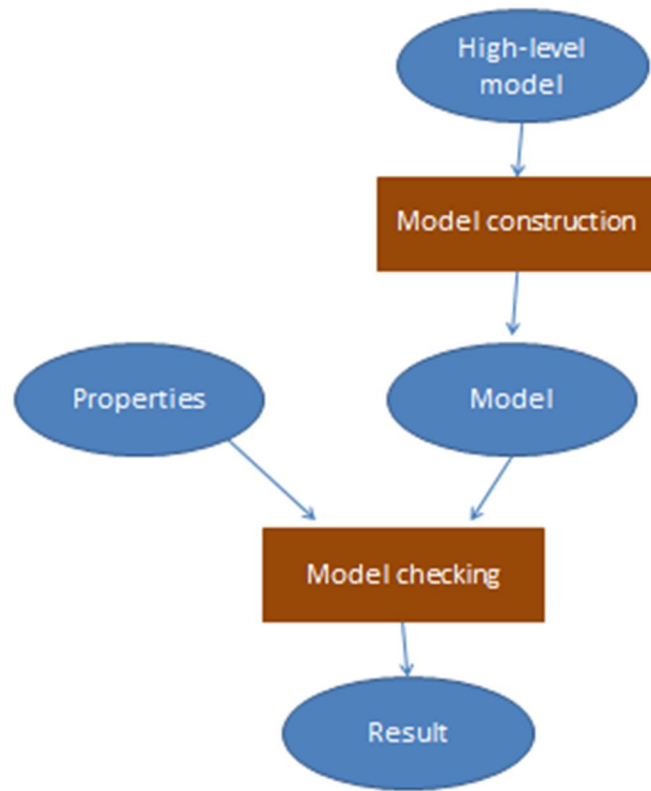 High-level
model
Model construction
Properties
Model
Model checking
Result